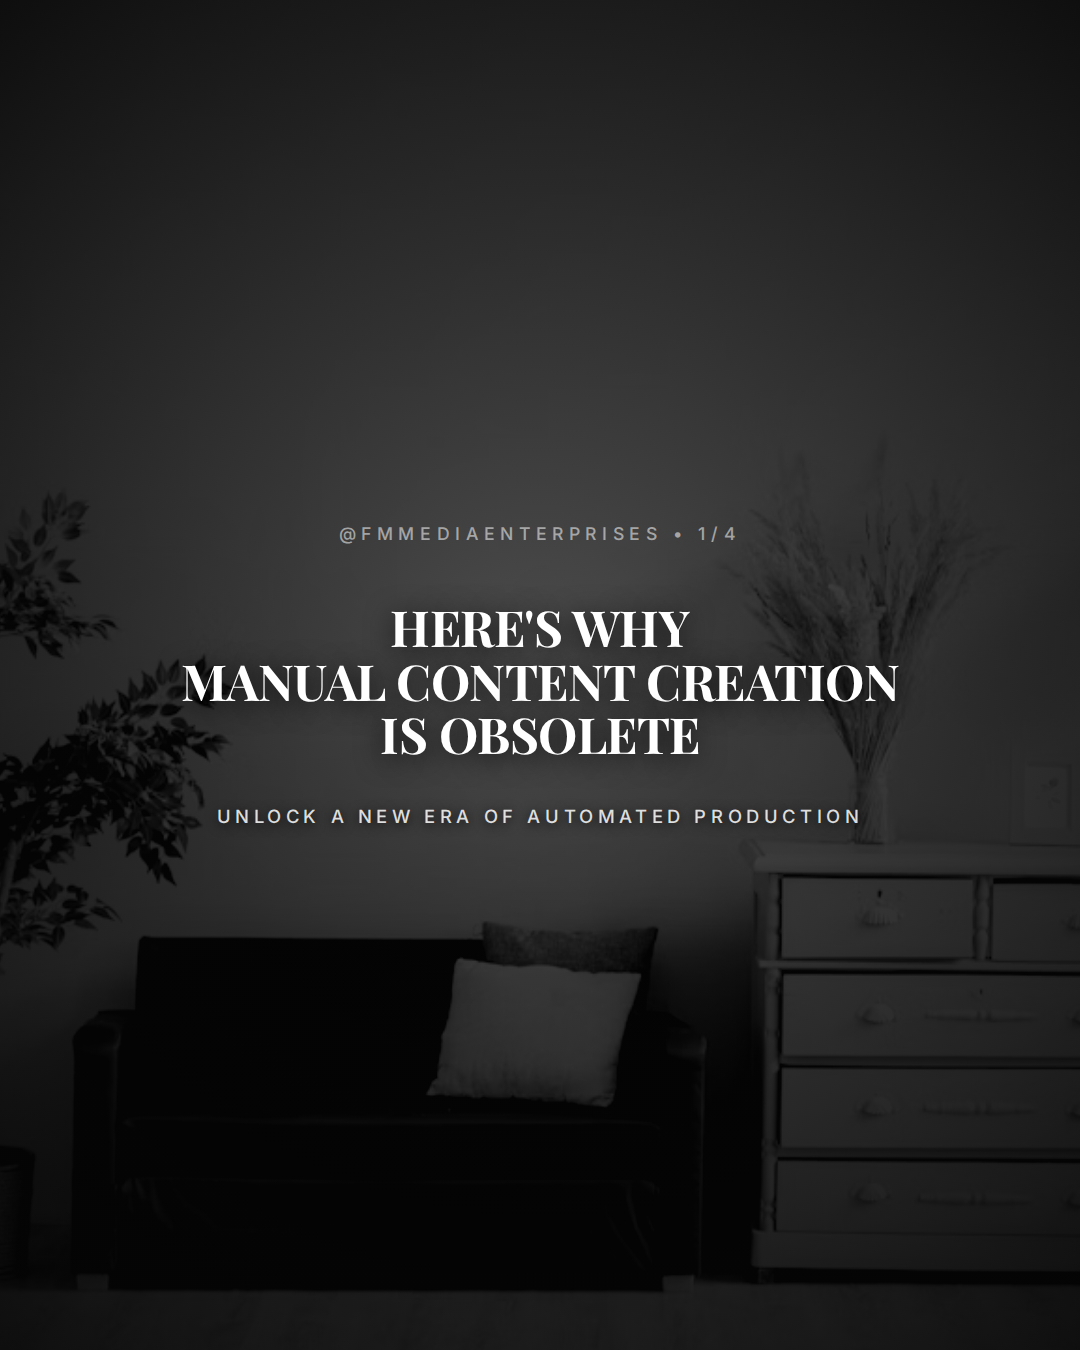 @FMMEDIAENTERPRISES • 1/4
HERE'S WHY
MANUAL CONTENT CREATION
IS OBSOLETE
UNLOCK A NEW ERA OF AUTOMATED PRODUCTION